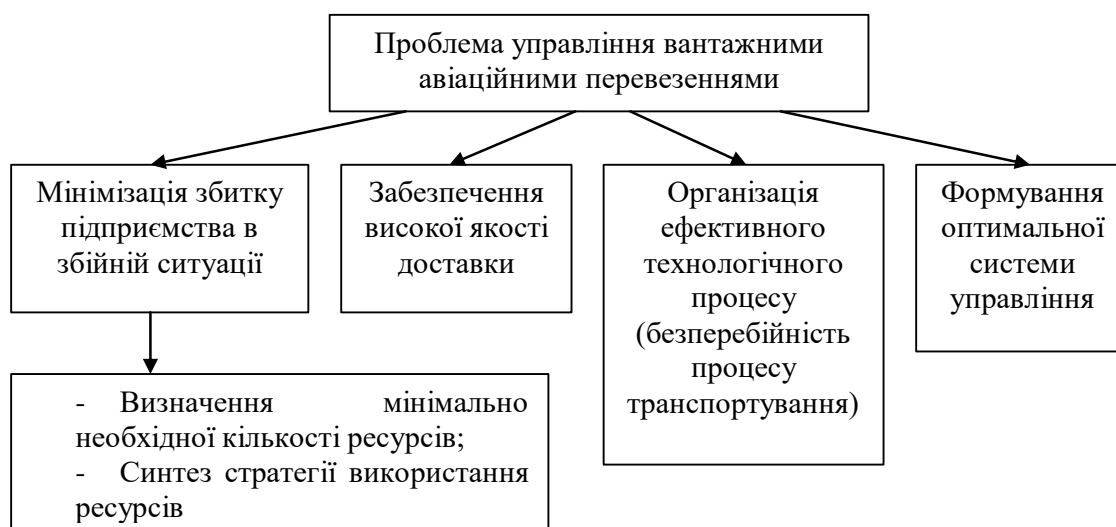 Проблема управління вантажними
авіаційними перевезеннями
Мінімізація збитку
підприємства в
збійній ситуації
Забезпечення
високої якості
доставки
Організація
ефективного
технологічного
процесу
(безперебійність
процесу
транспортування)
Формування
оптимальної
системи
управління
- Визначення мінімально
необхідної кількості ресурсів;
- Синтез стратегії використання
ресурсів